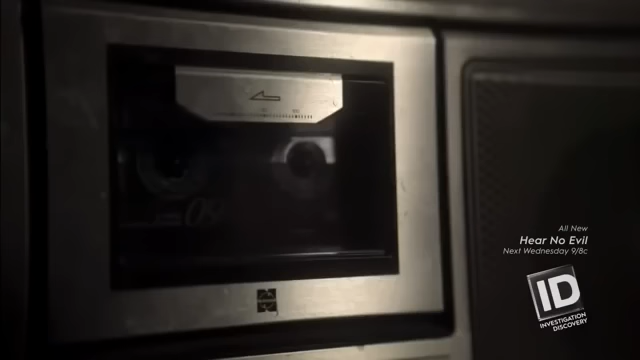 All New
Hear No Evil
Next Wednesday 9/8c
ID
INVESTIGATION
DISCOVERY